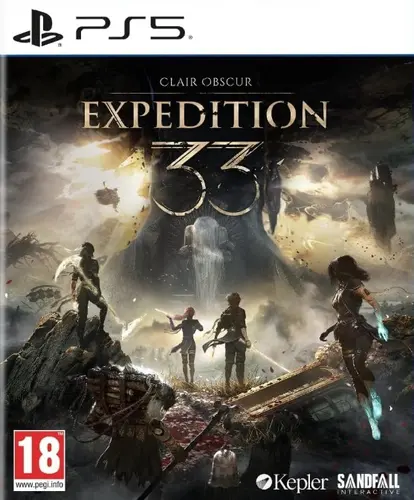 PS5
CLAIR OBSCUR
EXPEDITION
33
18
www.pegi.info
Kepler
SANDFALL
INTERACTIVE